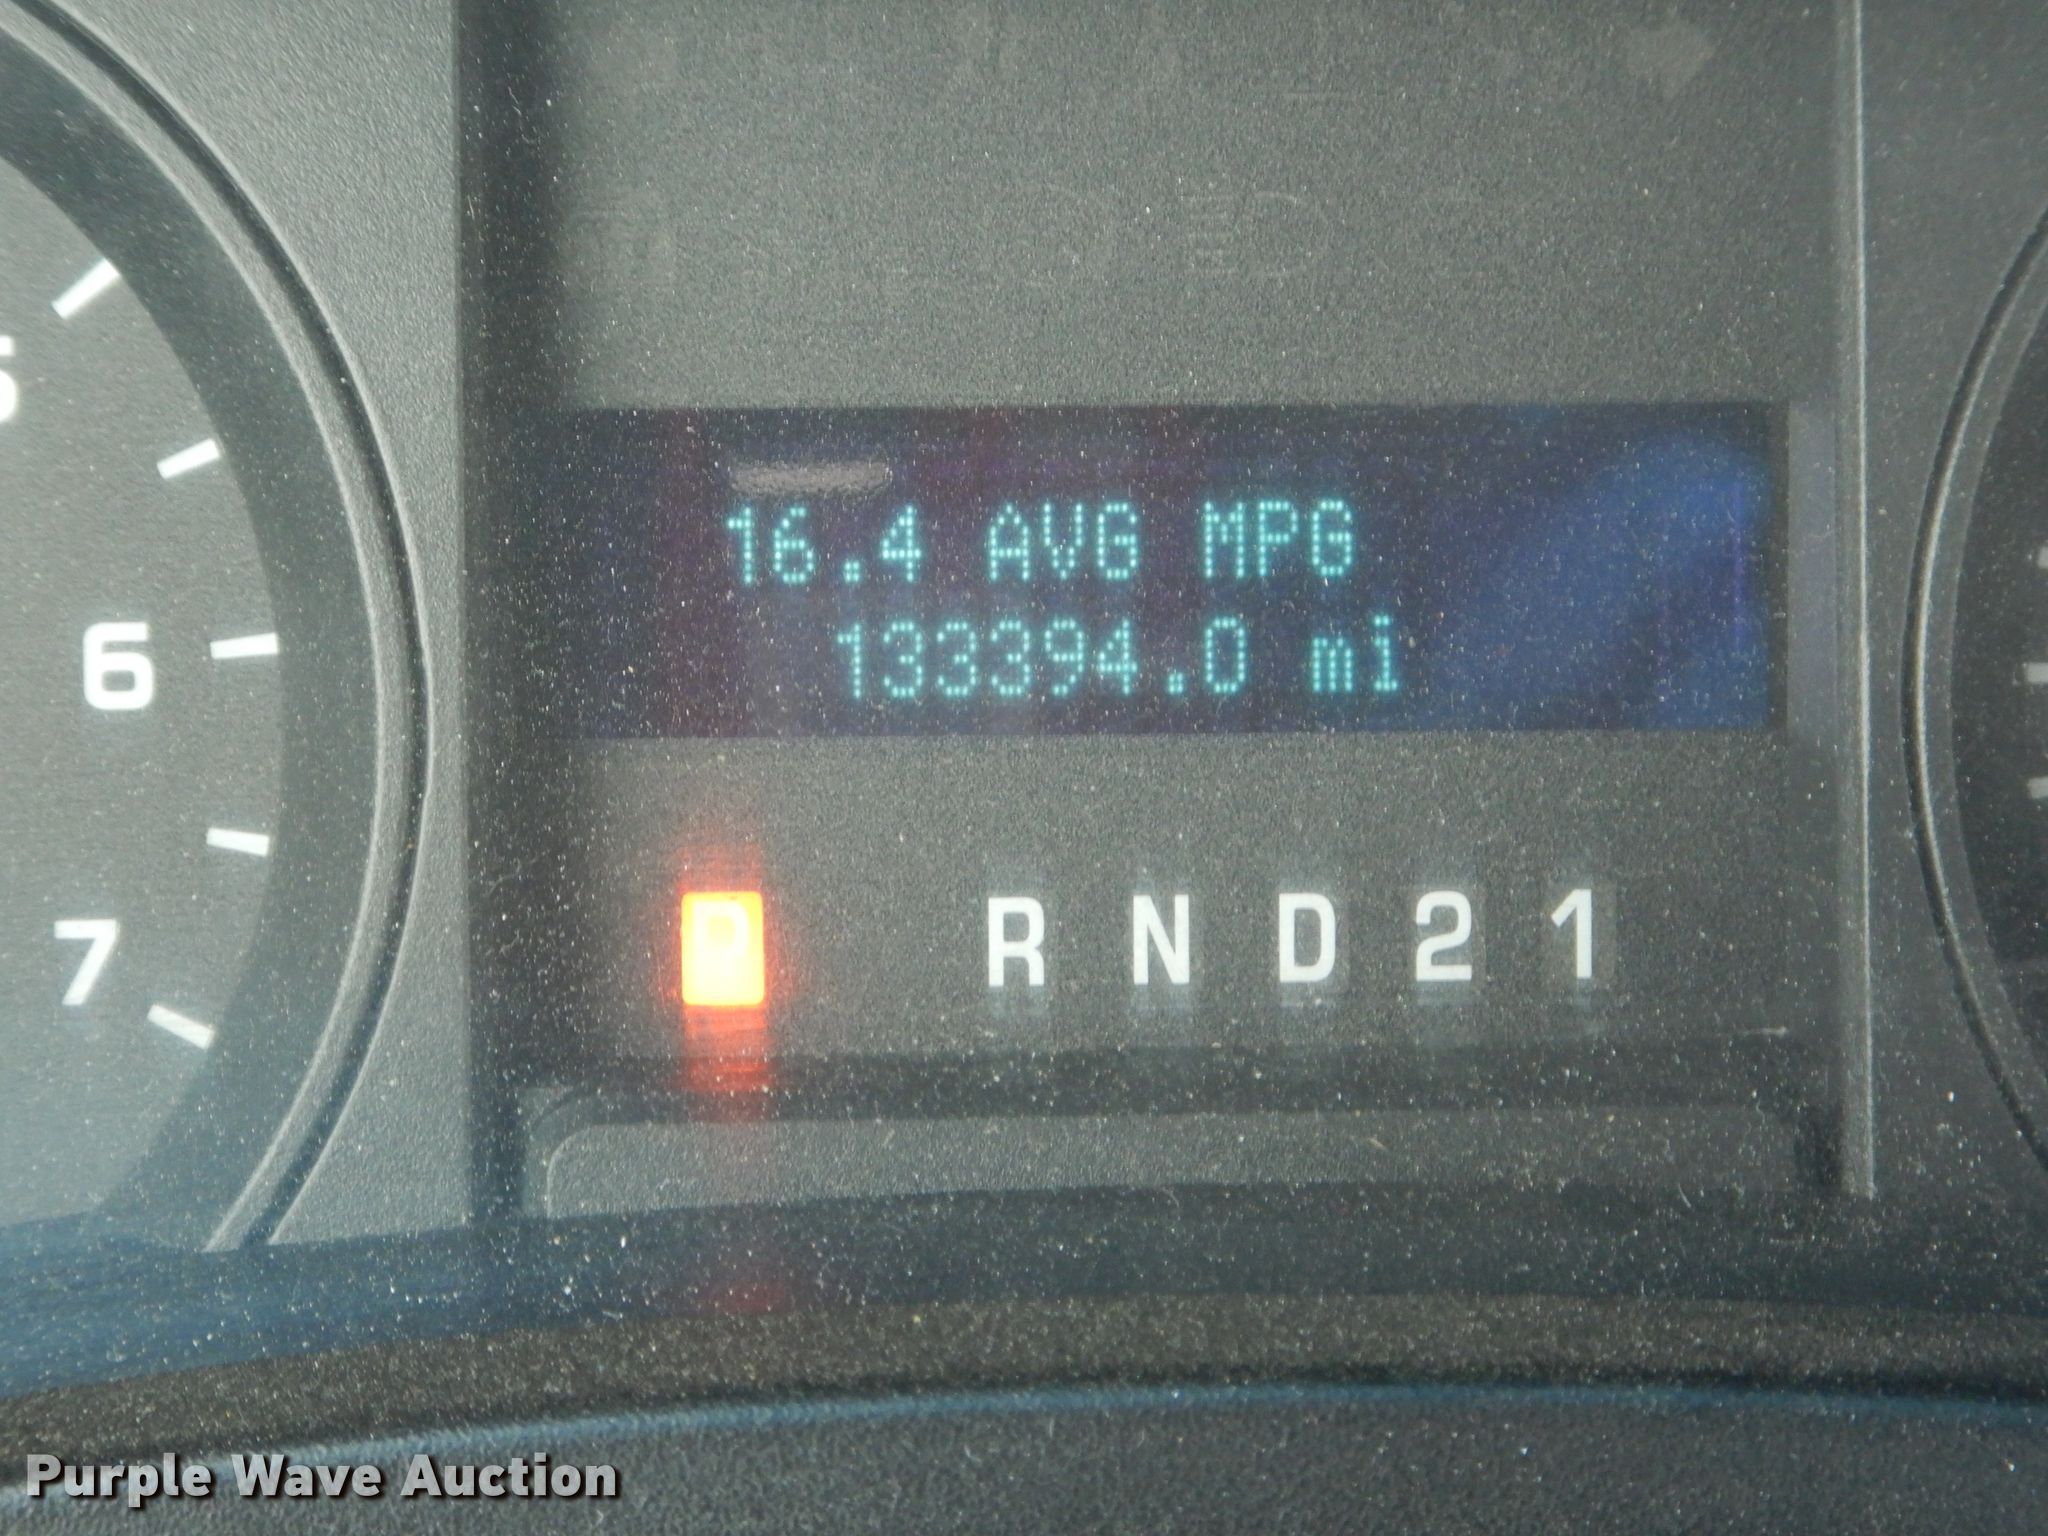 16.4 AVG MPG
133394.0 mi
6
P R N D 2 1
7
Purple Wave Auction